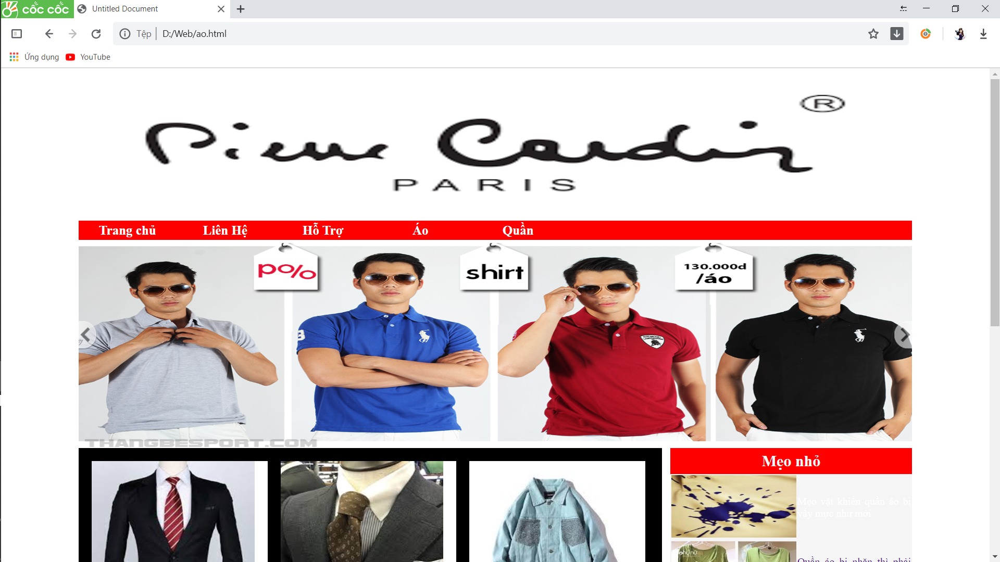 cốc cốc
Untitled Document
Tệp
D:/Web/ao.html
Ứng dụng
YouTube
®
Pierre Cardin
PARIS
Trang chủ
Liên Hệ
Hỗ Trợ
Áo
Quần
polo
shirt
130.000d
/áo
THANGBESPORT.COM
Mẹo nhỏ
Mẹo vặt khiến quần áo bị
vảy mực như mới
Quần áo bị nhăn thì phải